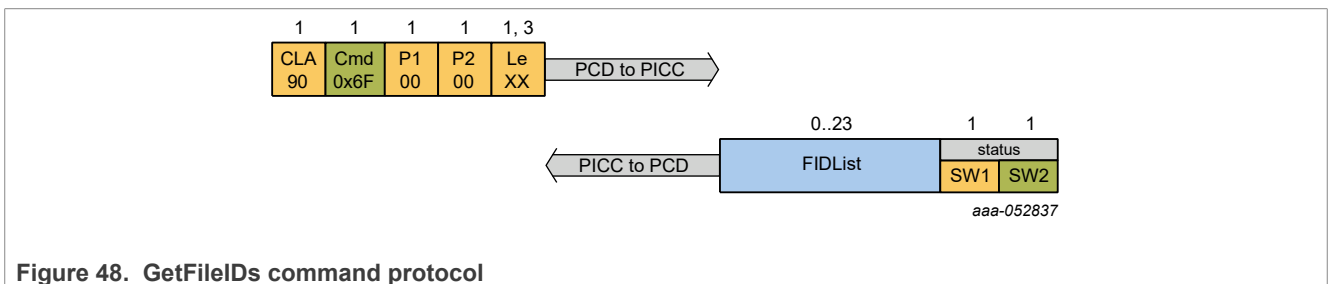 1 1 1 1 1, 3
CLA Cmd P1 P2 Le
90 0x6F 00 00 XX
PCD to PICC
0..23 1 1
FIDList status
PICC to PCD
SW1 SW2
aaa-052837
Figure 48. GetFileIDs command protocol